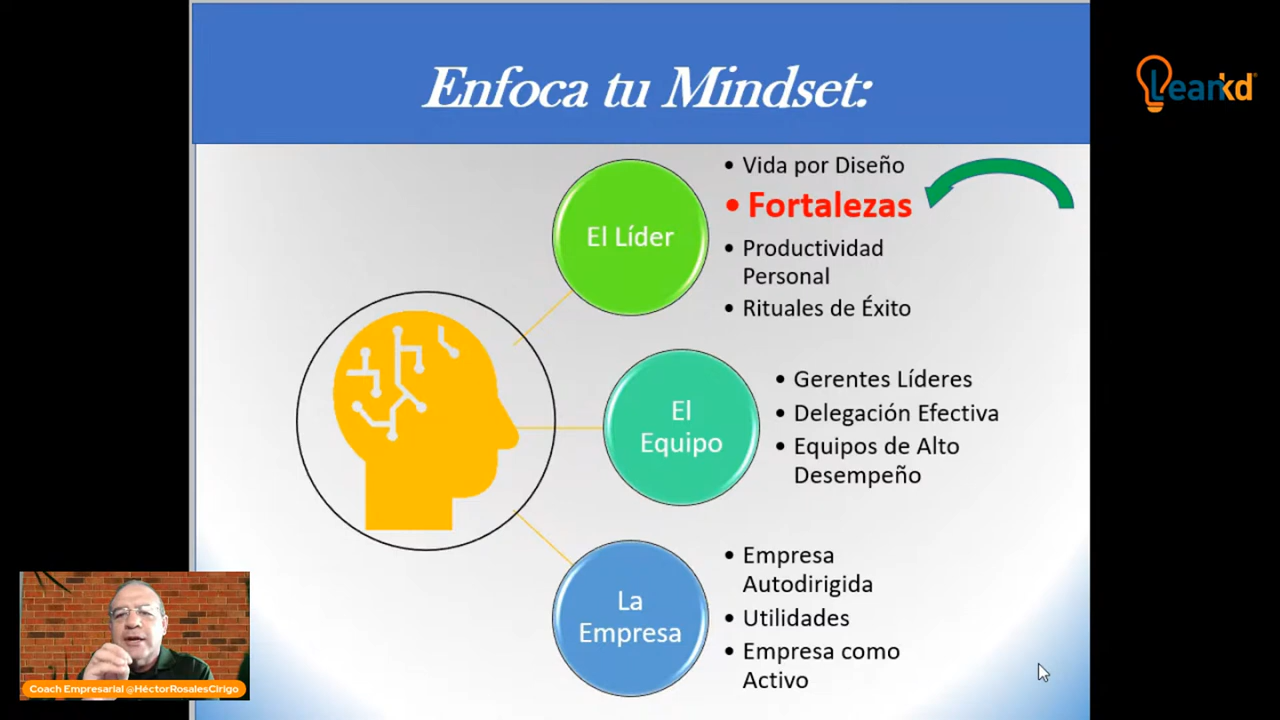 Enfoca tu Mindset:
Leankd
• Vida por Diseño
• Fortalezas
El Líder
• Productividad
Personal
• Rituales de Éxito
• Gerentes Líderes
El
Equipo
• Delegación Efectiva
• Equipos de Alto
Desempeño
• Empresa
Autodirigida
La
Empresa
• Utilidades
• Empresa como
Activo
Coach Empresarial @HéctorRosalesCirigo